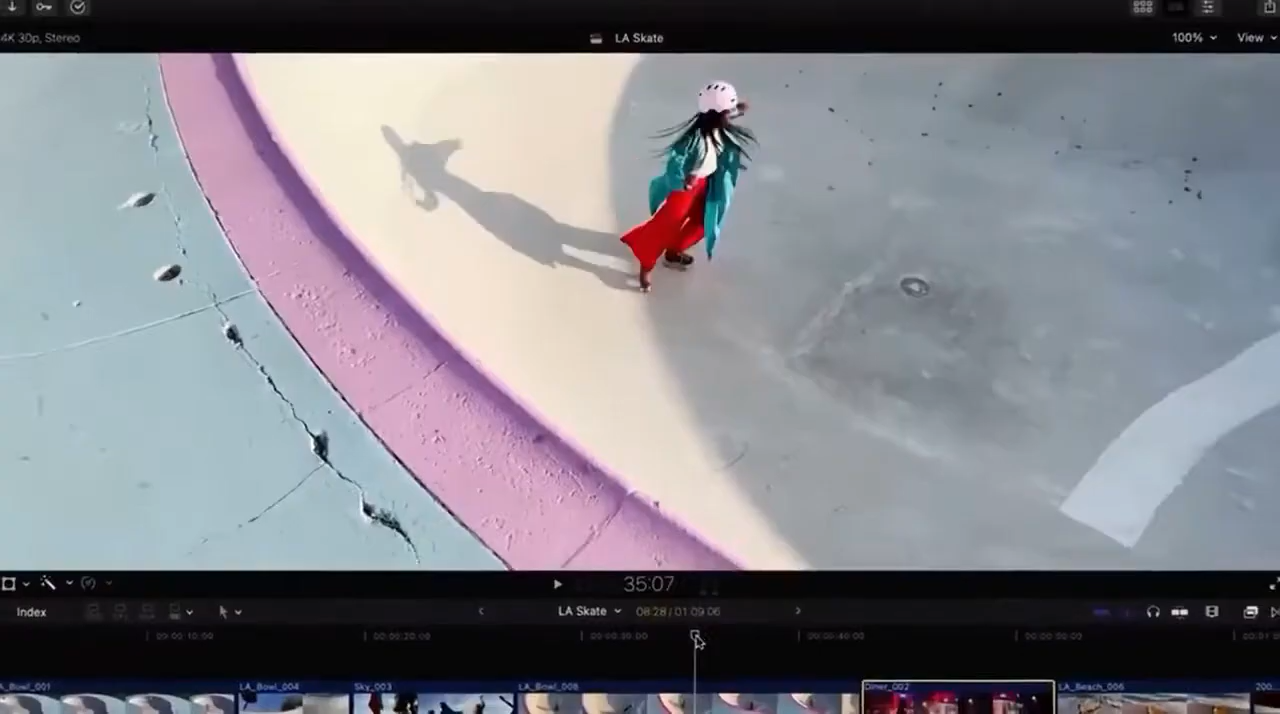 4K 30p, Stereo
LA Skate
100%
View
35:07
Index
LA Skate
08:28 / 01:09:06
00:00:10:00
00:00:20:00
00:00:30:00
00:00:40:00
00:00:50:00
A_Bowl_001
LA_Bowl_004
Sky_003
LA_Bowl_008
Diner_002
LA_Beach_006